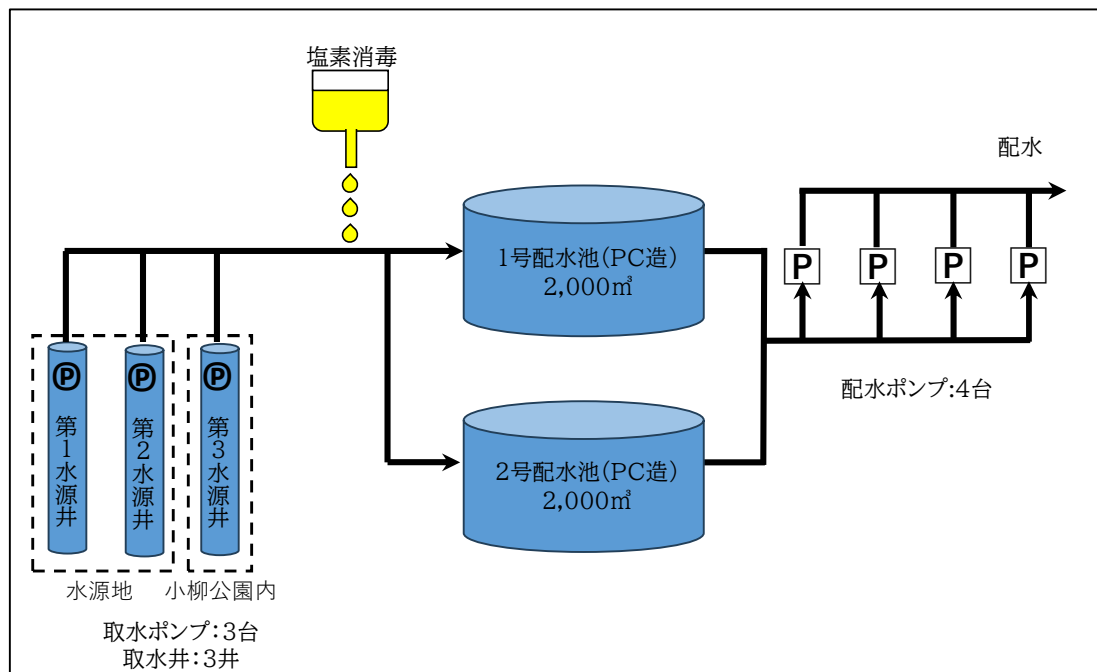 塩素消毒
配水
1号配水池(PC造)
2,000㎥
P
P
P
P
Ⓟ
Ⓟ
Ⓟ
第1水源井
第2水源井
第3水源井
配水ポンプ:4台
2号配水池(PC造)
2,000㎥
水源地
小柳公園内
取水ポンプ:3台
取水井:3井